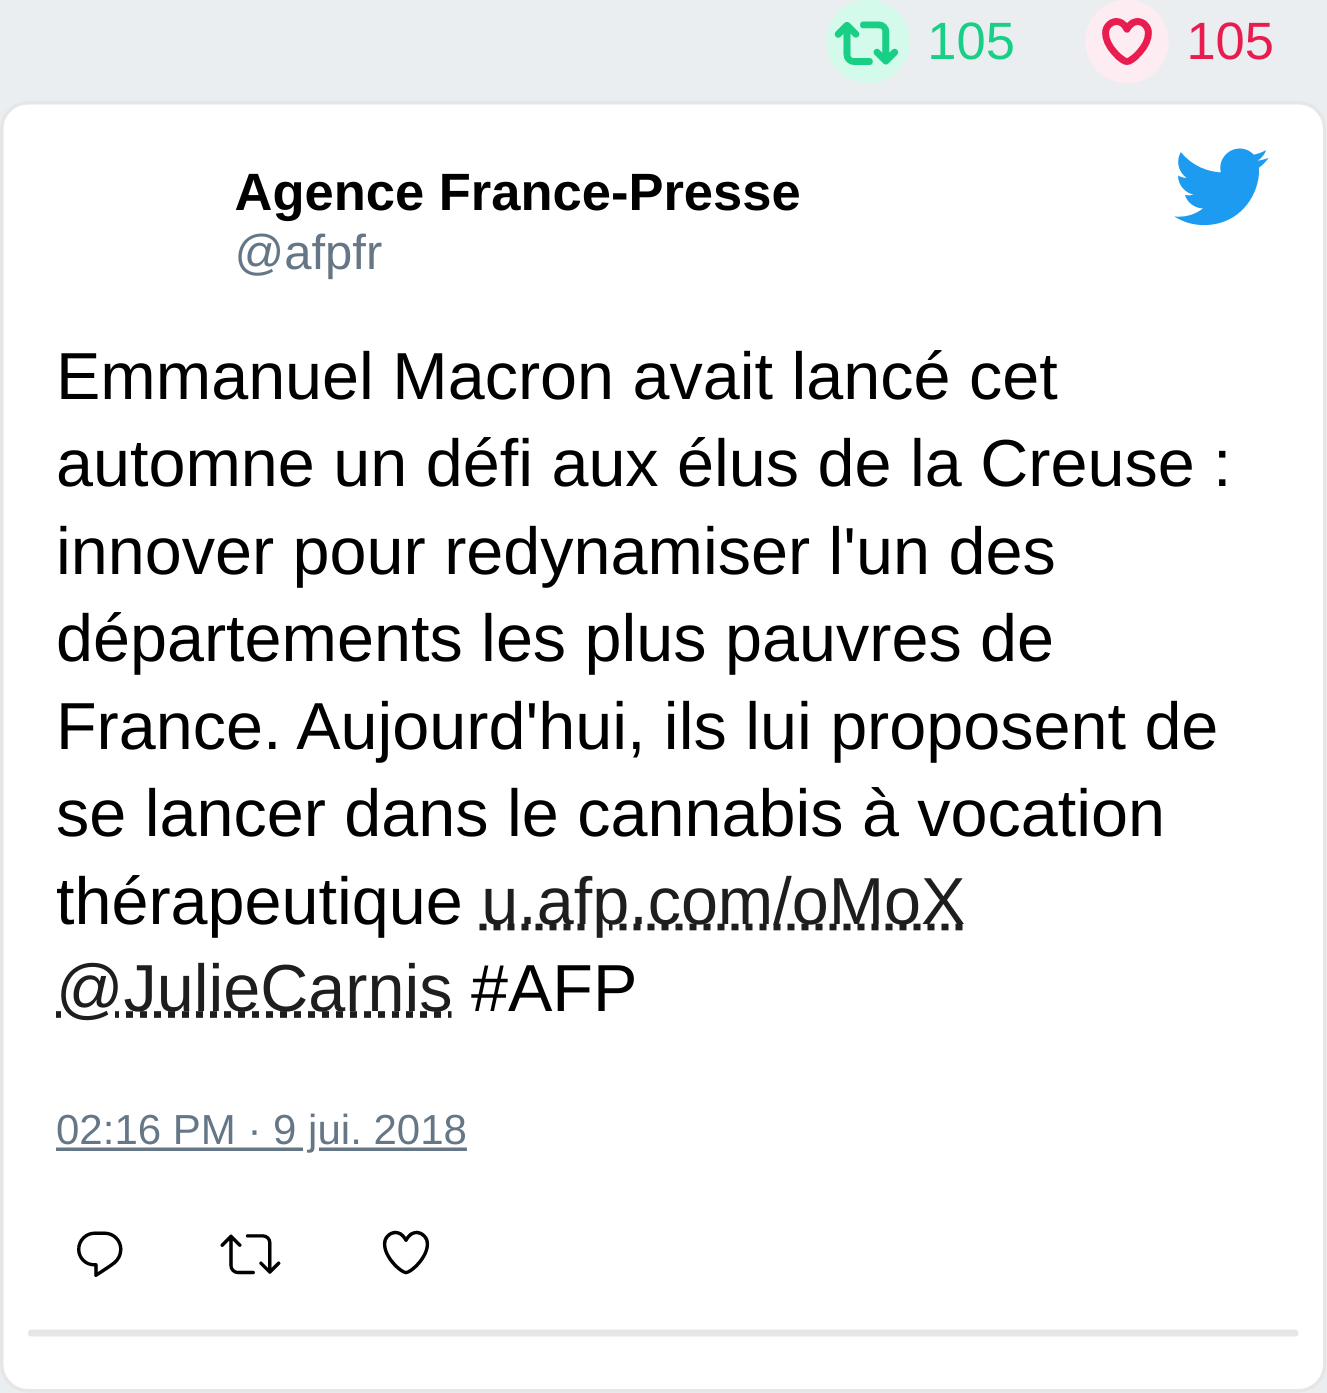 105 105
Agence France-Presse
@afpfr
Emmanuel Macron avait lancé cet
automne un défi aux élus de la Creuse :
innover pour redynamiser l'un des
départements les plus pauvres de
France. Aujourd'hui, ils lui proposent de
se lancer dans le cannabis à vocation
thérapeutique u.afp.com/oMoX
@JulieCarnis #AFP
02:16 PM · 9 jui. 2018